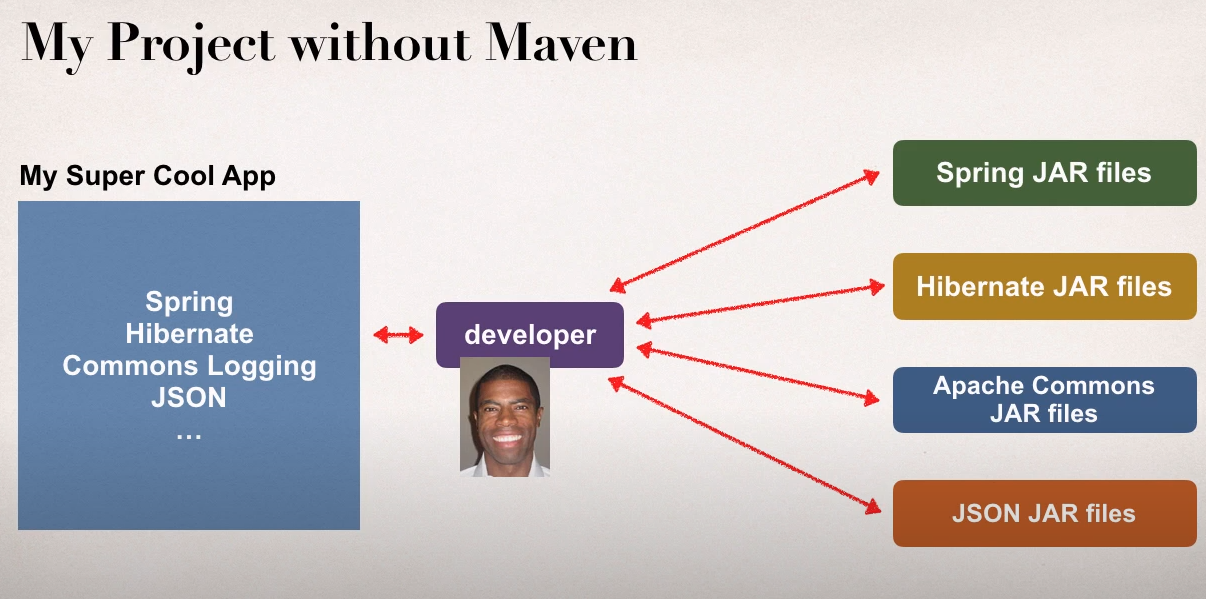 My Project without Maven
My Super Cool App
Spring
Hibernate
Commons Logging
JSON
...
developer
Spring JAR files
Hibernate JAR files
Apache Commons
JAR files
JSON JAR files